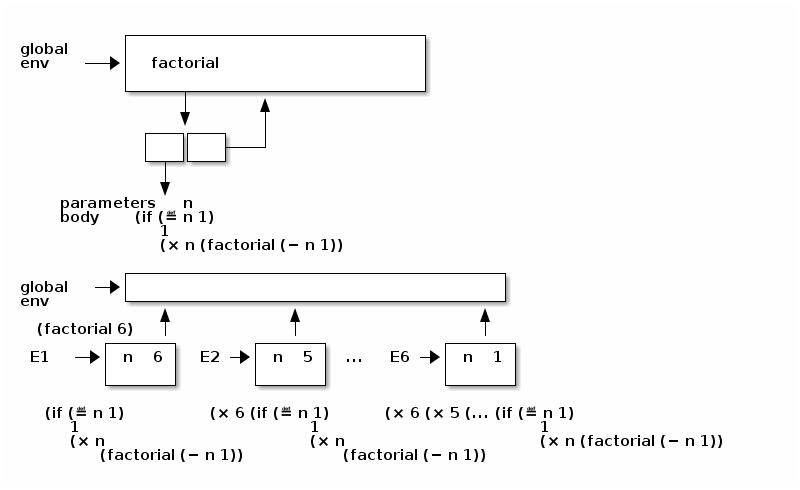 global
env
factorial
parameters n
body (if (= n 1)
1
(× n (factorial (− n 1))
global
env
(factorial 6)
E1 n 6 E2 n 5 ... E6 n 1
(if (= n 1) (× 6 (if (= n 1) (× 6 (× 5 (... (if (= n 1)
1 1 1
(× n (× n (× n (factorial (− n 1))
(factorial (− n 1)) (factorial (− n 1))